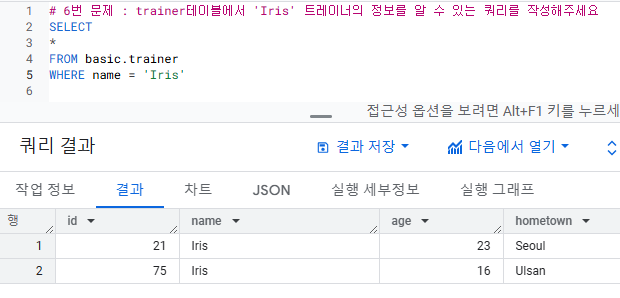 1 # 6번 문제 : trainer테이블에서 'Iris' 트레이너의 정보를 알 수 있는 쿼리를 작성해주세요
2 SELECT
3 *
4 FROM basic.trainer
5 WHERE name = 'Iris'
6
접근성 옵션을 보려면 Alt+F1 키를 누르세
쿼리 결과 결과 저장 다음에서 열기
작업 정보 결과 차트 JSON 실행 세부정보 실행 그래프
행 id name age hometown
1 21 Iris 23 Seoul
2 75 Iris 16 Ulsan